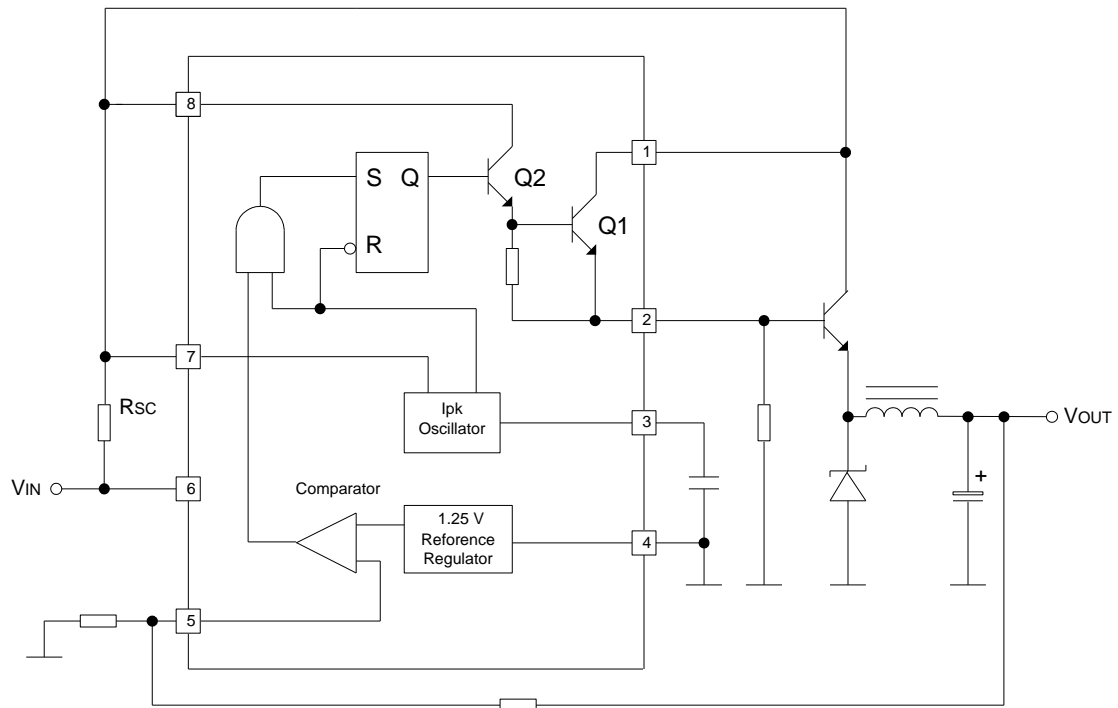 8
1
S Q
Q2
R
Q1
2
7
RSC
Ipk
Oscillator
3
VOUT
VIN
6
Comparator
+
1.25 V
Reforence
Regulator
4
5